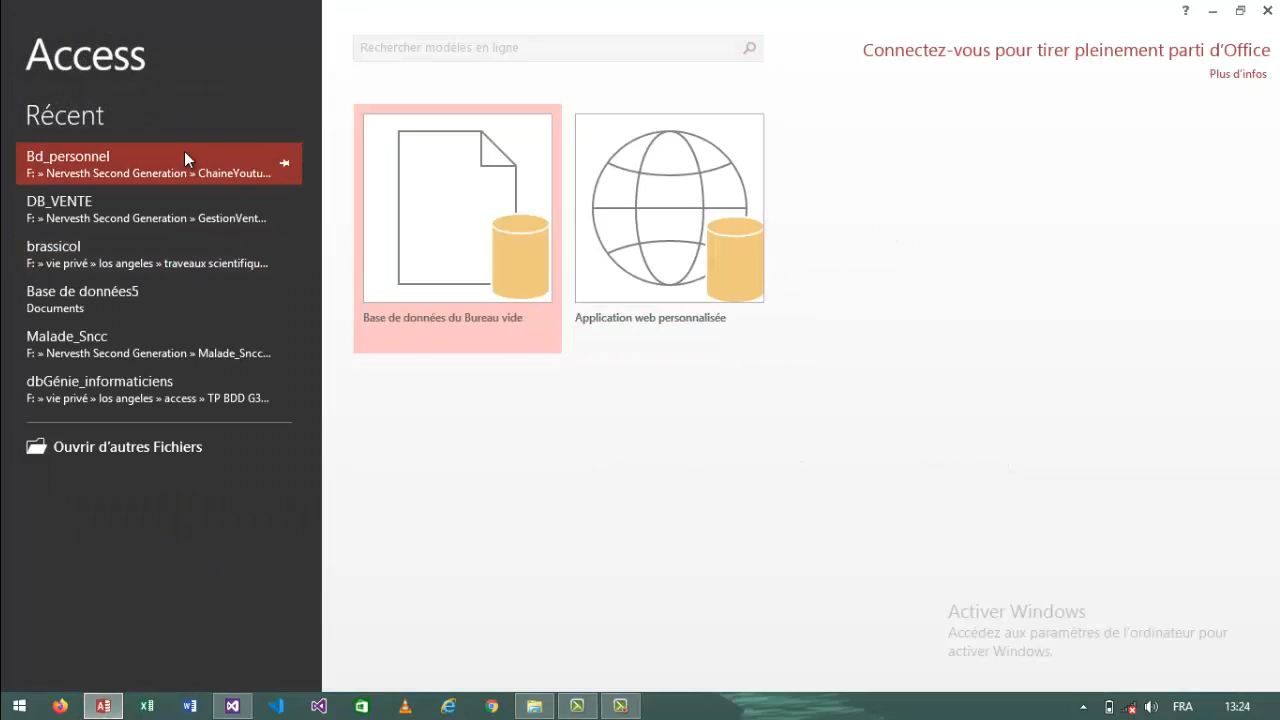 ?
Access
Rechercher modèles en ligne
Connectez-vous pour tirer pleinement parti d'Office
Plus d'infos
Récent
Bd_personnel
F: » Nervesth Second Generation » ChaineYoutu...
DB_VENTE
F: » Nervesth Second Generation » GestionVent...
brassicol
F: » vie privé » los angeles » traveaux scientifiqu...
Base de données5
Documents
Malade_Sncc
F: » Nervesth Second Generation » Malade_Sncc...
dbGénie_informaticiens
F: » vie privé » los angeles » access » TP BDD G3...
Ouvrir d'autres Fichiers
Base de données du Bureau vide
Application web personnalisée
Activer Windows
Accédez aux paramètres de l'ordinateur pour
activer Windows.
FRA
13:24